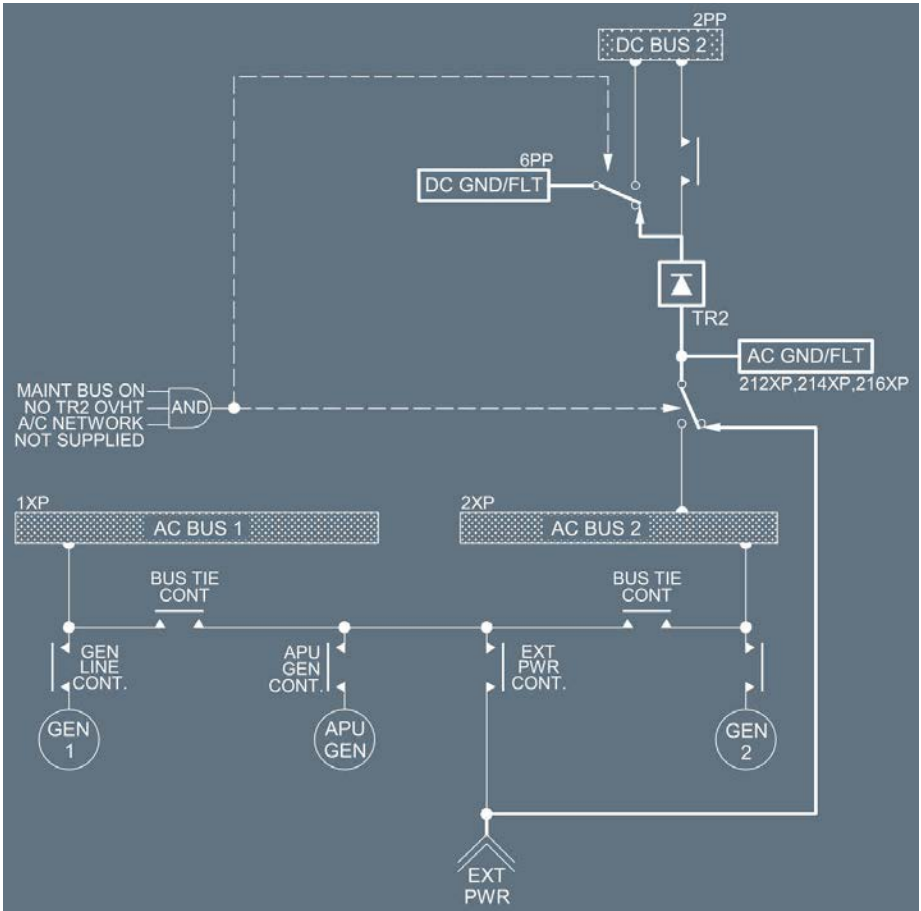 2PP
DC BUS 2
6PP
DC GND/FLT
TR2
AC GND/FLT
212XP,214XP,216XP
MAINT BUS ON
NO TR2 OVHT
A/C NETWORK
NOT SUPPLIED
AND
1XP
AC BUS 1
2XP
AC BUS 2
BUS TIE
CONT
BUS TIE
CONT
GEN
LINE
CONT.
APU
GEN
CONT.
EXT
PWR
CONT.
GEN
1
APU
GEN
GEN
2
EXT
PWR